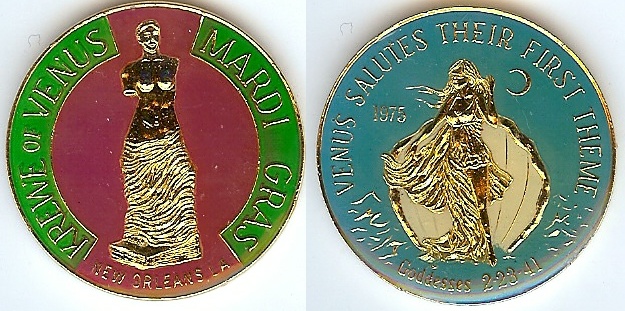 KREWE OF VENUS
MARDI GRAS
NEW ORLEANS LA
VENUS SALUTES THEIR FIRST THEME
1975
Goddesses 2-23-41